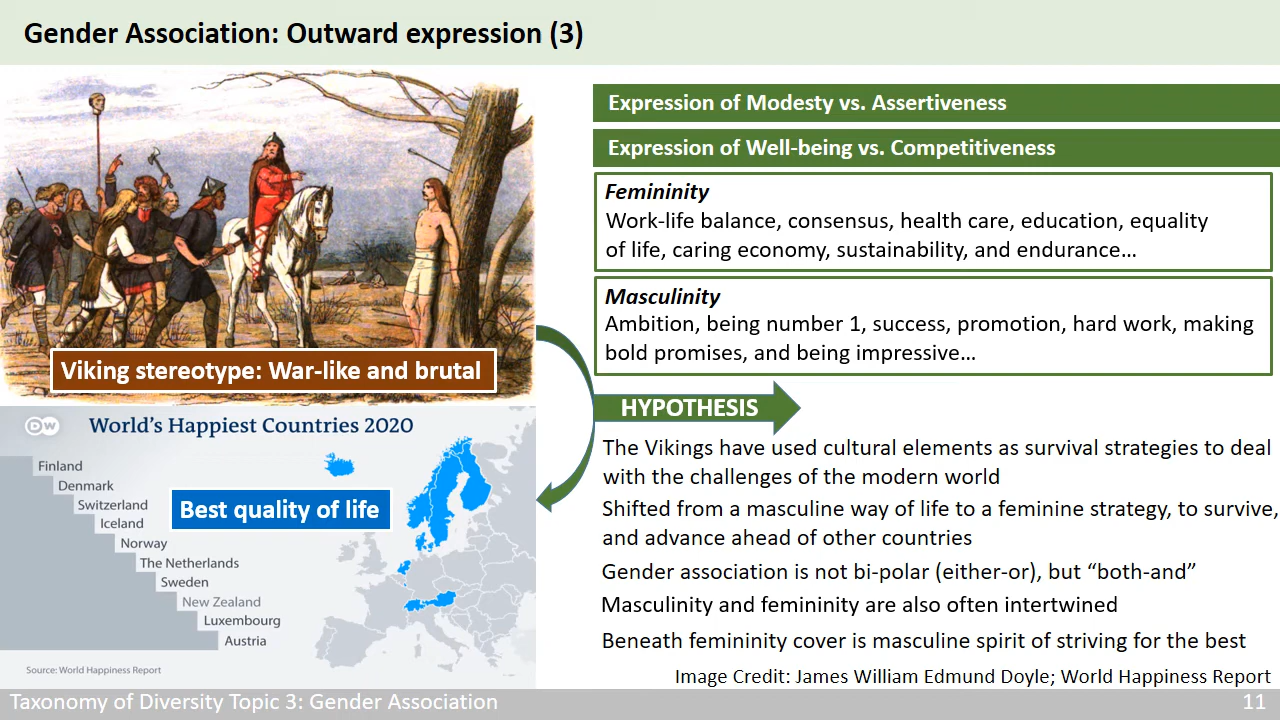 Gender Association: Outward expression (3)
Viking stereotype: War-like and brutal
DW
World's Happiest Countries 2020
Finland
Denmark
Switzerland
Iceland
Norway
The Netherlands
Sweden
New Zealand
Luxembourg
Austria
Best quality of life
Source: World Happiness Report
Expression of Modesty vs. Assertiveness
Expression of Well-being vs. Competitiveness
Femininity
Work-life balance, consensus, health care, education, equality
of life, caring economy, sustainability, and endurance…
Masculinity
Ambition, being number 1, success, promotion, hard work, making
bold promises, and being impressive…
HYPOTHESIS
The Vikings have used cultural elements as survival strategies to deal
with the challenges of the modern world
Shifted from a masculine way of life to a feminine strategy, to survive,
and advance ahead of other countries
Gender association is not bi-polar (either-or), but “both-and”
Masculinity and femininity are also often intertwined
Beneath femininity cover is masculine spirit of striving for the best
Image Credit: James William Edmund Doyle; World Happiness Report
Taxonomy of Diversity Topic 3: Gender Association
11